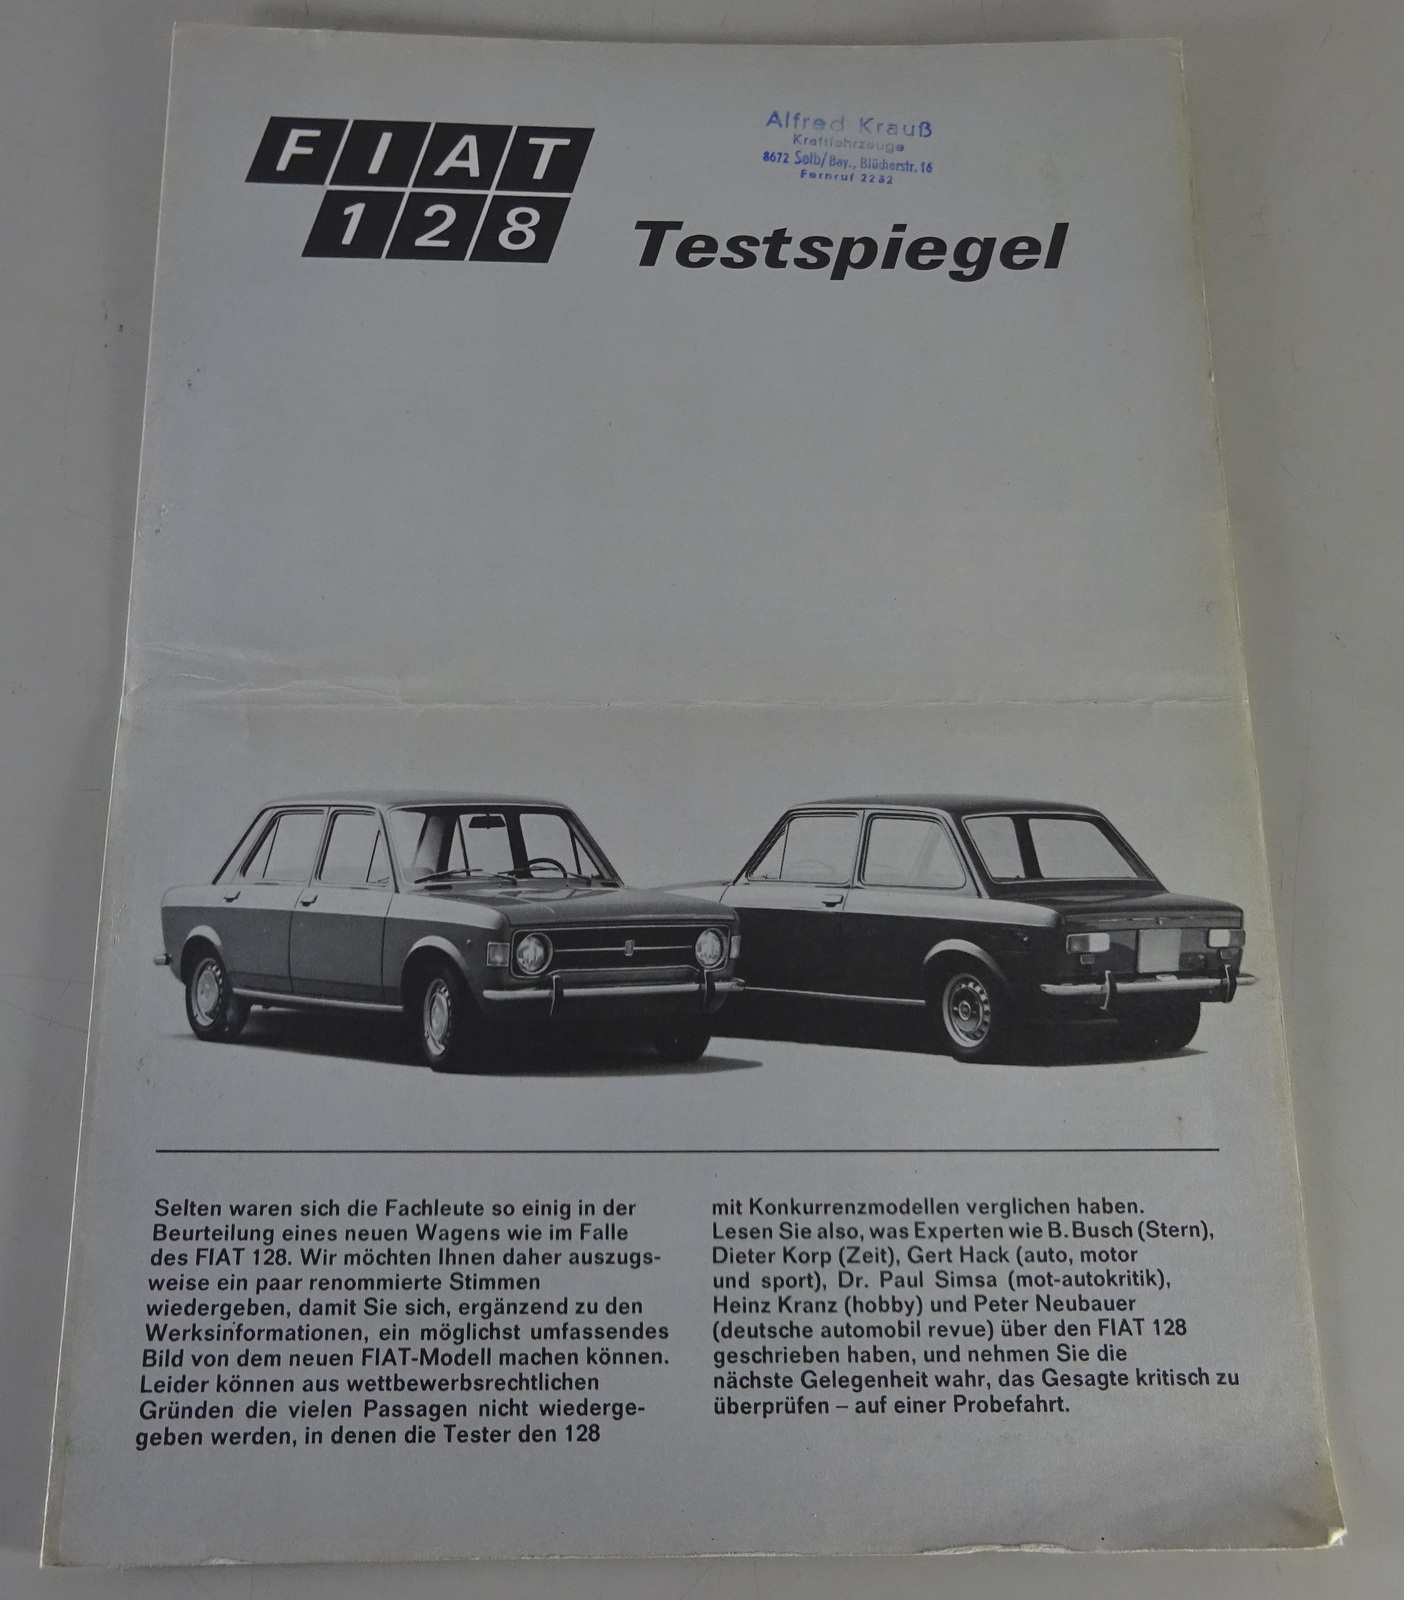 FIAT
128
Alfred Krauß
Kraftfahrzeuge
8672 Selb/Bay., Blücherstr. 16
Fernruf 2232
Testspiegel
Selten waren sich die Fachleute so einig in der
Beurteilung eines neuen Wagens wie im Falle
des FIAT 128. Wir möchten Ihnen daher auszugs-
weise ein paar renommierte Stimmen
wiedergeben, damit Sie sich, ergänzend zu den
Werksinformationen, ein möglichst umfassendes
Bild von dem neuen FIAT-Modell machen können.
Leider können aus wettbewerbsrechtlichen
Gründen die vielen Passagen nicht wiederge-
geben werden, in denen die Tester den 128
mit Konkurrenzmodellen verglichen haben.
Lesen Sie also, was Experten wie B. Busch (Stern),
Dieter Korp (Zeit), Gert Hack (auto, motor
und sport), Dr. Paul Simsa (mot-autokritik),
Heinz Kranz (hobby) und Peter Neubauer
(deutsche automobil revue) über den FIAT 128
geschrieben haben, und nehmen Sie die
nächste Gelegenheit wahr, das Gesagte kritisch zu
überprüfen – auf einer Probefahrt.